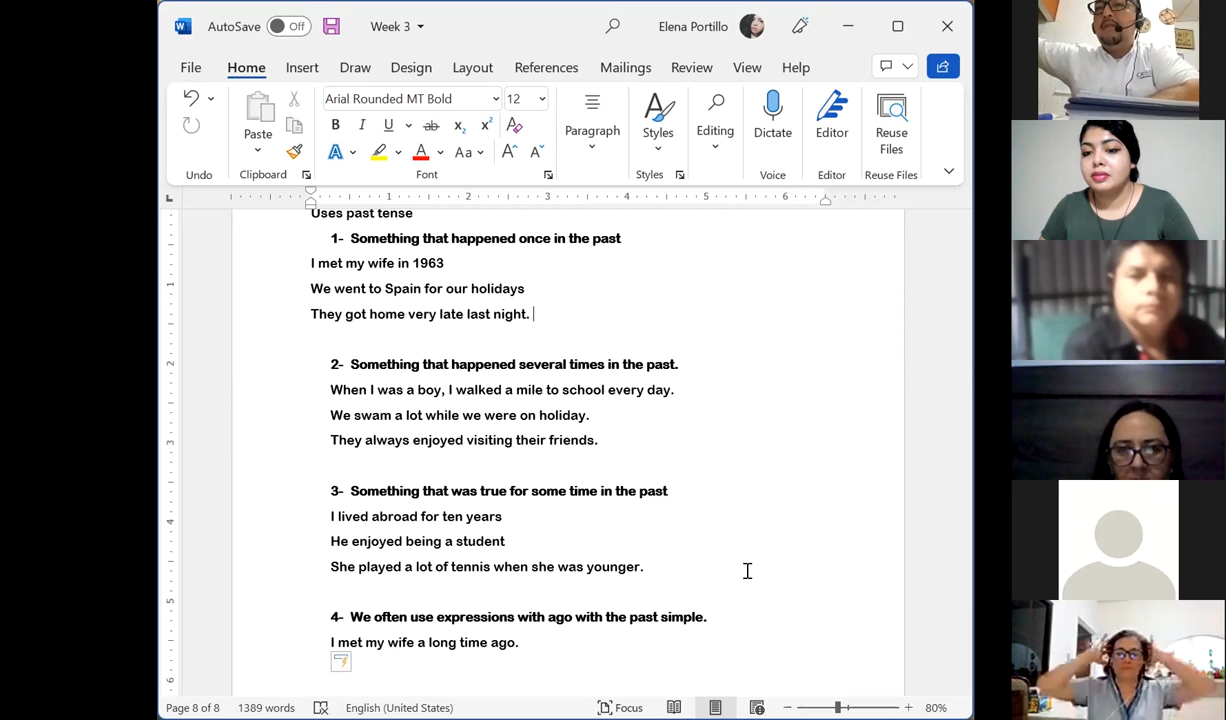 AutoSave Off Week 3 Elena Portillo
File Home Insert Draw Design Layout References Mailings Review View Help
Arial Rounded MT Bold 12
Paste Paragraph Styles Editing Dictate Editor Reuse Files
Undo Clipboard Font Styles Voice Editor Reuse Files
1 2 3 4 5 6
Uses past tense
1- Something that happened once in the past
I met my wife in 1963
We went to Spain for our holidays
They got home very late last night.
2- Something that happened several times in the past.
When I was a boy, I walked a mile to school every day.
We swam a lot while we were on holiday.
They always enjoyed visiting their friends.
3- Something that was true for some time in the past
I lived abroad for ten years
He enjoyed being a student
She played a lot of tennis when she was younger.
4- We often use expressions with ago with the past simple.
I met my wife a long time ago.
Page 8 of 8 1389 words English (United States) Focus 80%